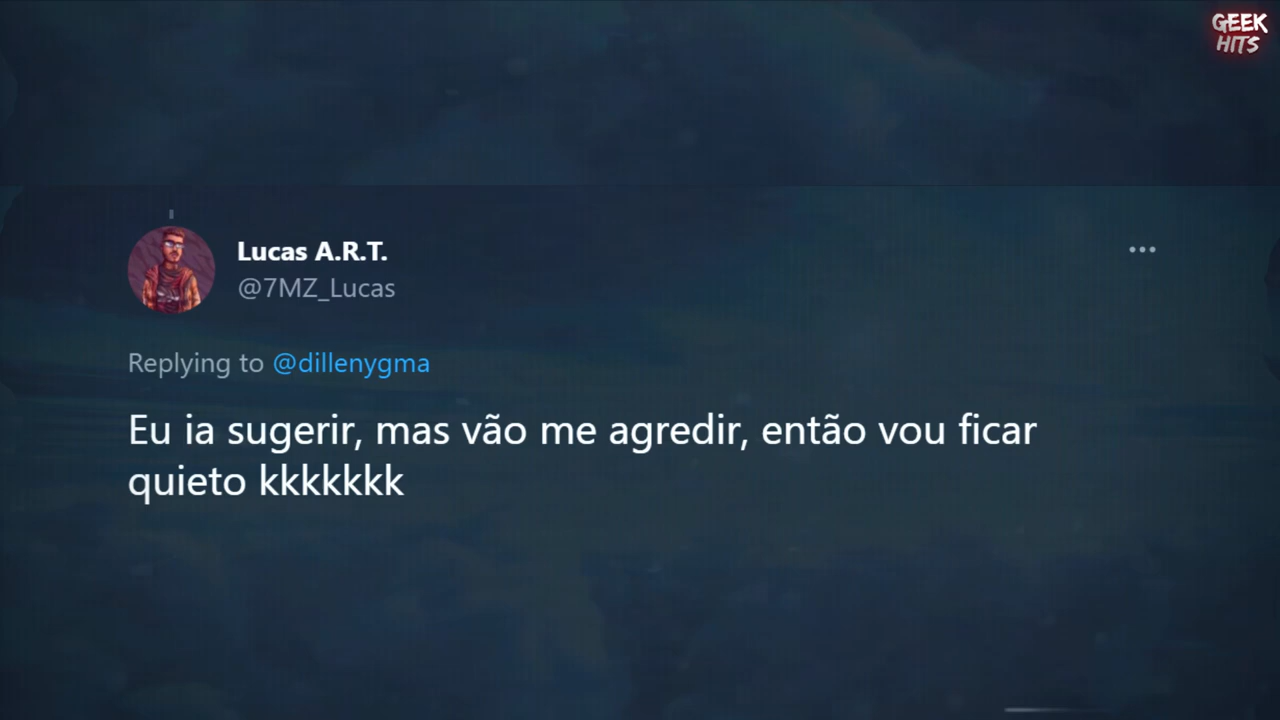 GEEK
HITS
Lucas A.R.T.
@7MZ_Lucas
Replying to @dillenygma
Eu ia sugerir, mas vão me agredir, então vou ficar
quieto kkkkkkk